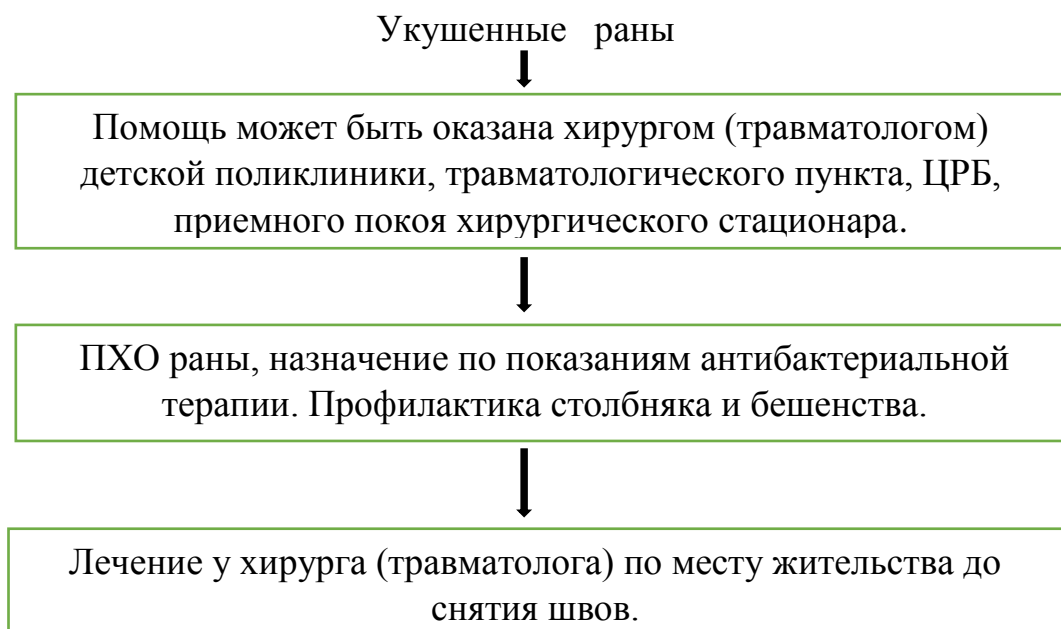 Укушенные раны
Помощь может быть оказана хирургом (травматологом)
детской поликлиники, травматологического пункта, ЦРБ,
приемного покоя хирургического стационара.
ПХО раны, назначение по показаниям антибактериальной
терапии. Профилактика столбняка и бешенства.
Лечение у хирурга (травматолога) по месту жительства до
снятия швов.